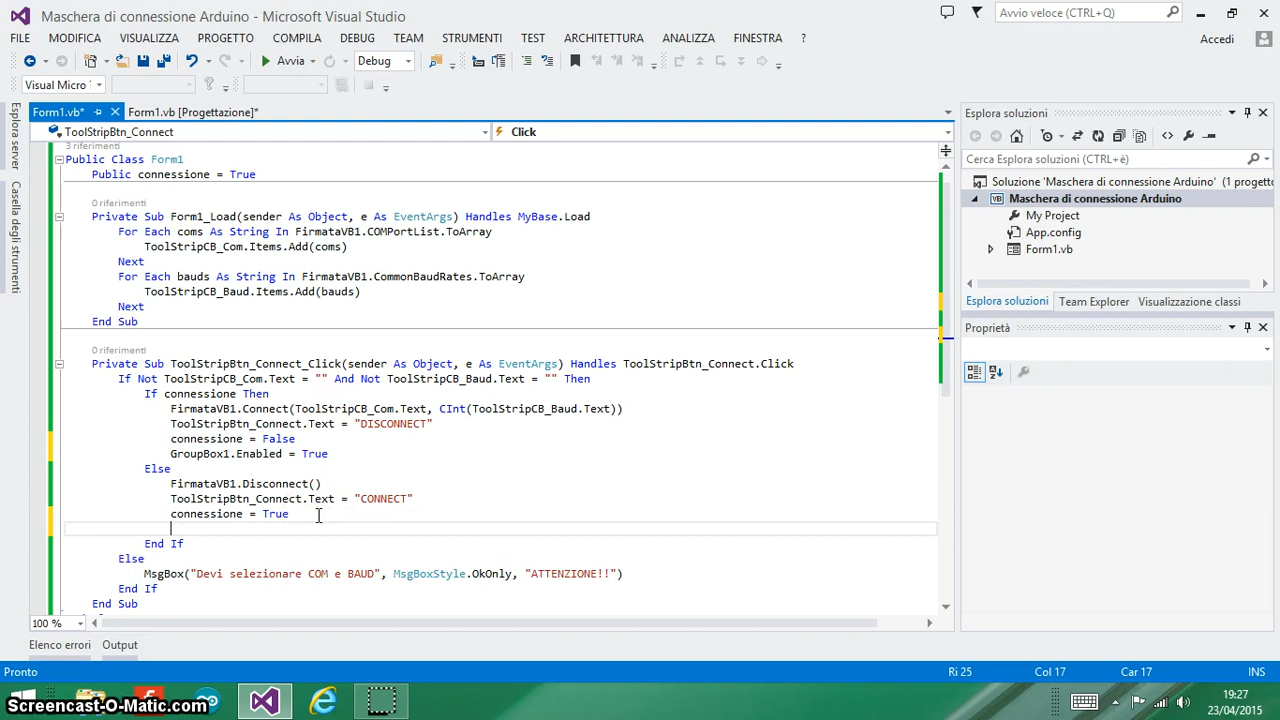 Maschera di connessione Arduino - Microsoft Visual Studio
Avvio veloce (CTRL+Q)
FILE MODIFICA VISUALIZZA PROGETTO COMPILA DEBUG TEAM STRUMENTI TEST ARCHITETTURA ANALIZZA FINESTRA ?
Accedi
Avvia
Debug
Visual Micro
Form1.vb*
Form1.vb [Progettazione]*
ToolStripBtn_Connect
Click
3 riferimenti
Public Class Form1
Public connessione = True
0 riferimenti
Private Sub Form1_Load(sender As Object, e As EventArgs) Handles MyBase.Load
For Each coms As String In FirmataVB1.COMPortList.ToArray
ToolStripCB_Com.Items.Add(coms)
Next
For Each bauds As String In FirmataVB1.CommonBaudRates.ToArray
ToolStripCB_Baud.Items.Add(bauds)
Next
End Sub
0 riferimenti
Private Sub ToolStripBtn_Connect_Click(sender As Object, e As EventArgs) Handles ToolStripBtn_Connect.Click
If Not ToolStripCB_Com.Text = "" And Not ToolStripCB_Baud.Text = "" Then
If connessione Then
FirmataVB1.Connect(ToolStripCB_Com.Text, CInt(ToolStripCB_Baud.Text))
ToolStripBtn_Connect.Text = "DISCONNECT"
connessione = False
GroupBox1.Enabled = True
Else
FirmataVB1.Disconnect()
ToolStripBtn_Connect.Text = "CONNECT"
connessione = True
End If
Else
MsgBox("Devi selezionare COM e BAUD", MsgBoxStyle.OkOnly, "ATTENZIONE!!")
End If
End Sub
100 %
Esplora server
Casella degli strumenti
Esplora soluzioni
Cerca Esplora soluzioni (CTRL+è)
Soluzione 'Maschera di connessione Arduino' (1 progetto
VB Maschera di connessione Arduino
My Project
App.config
Form1.vb
Esplora soluzioni Team Explorer Visualizzazione classi
Proprietà
Elenco errori Output
Pronto
Ri 25
Col 17
Car 17
INS
Screencast-O-Matic.com
19:27
23/04/2015